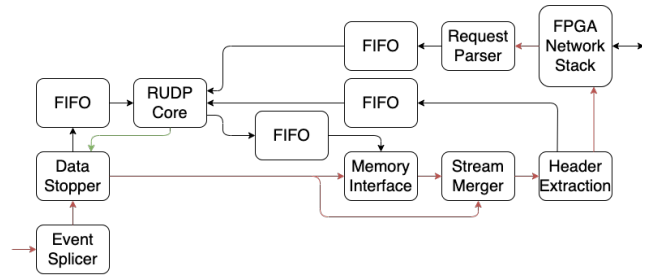 FIFO
Request
Parser
FPGA
Network
Stack
FIFO
RUDP
Core
FIFO
FIFO
Data
Stopper
Memory
Interface
Stream
Merger
Header
Extraction
Event
Splicer